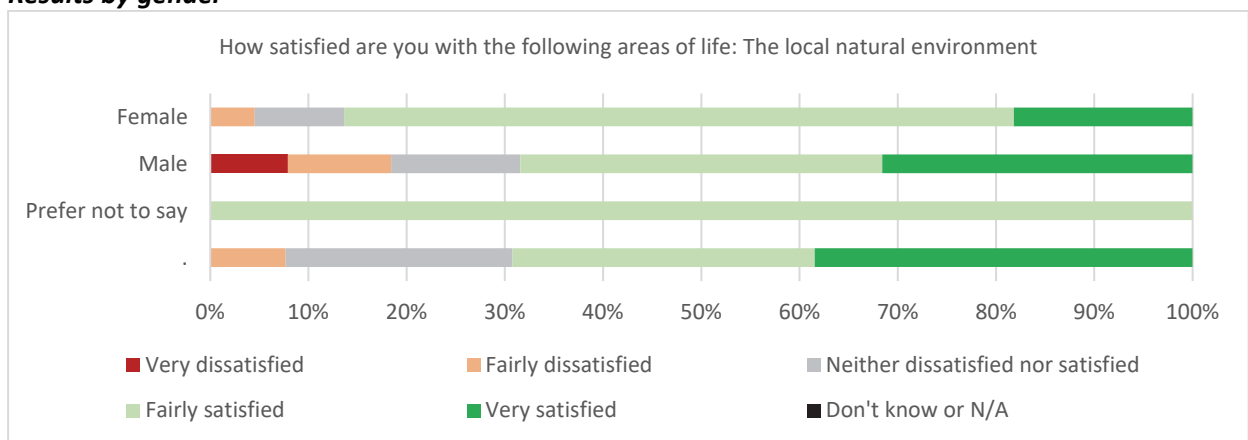 Results by gender
How satisfied are you with the following areas of life: The local natural environment
Female
Male
Prefer not to say
.
0% 10% 20% 30% 40% 50% 60% 70% 80% 90% 100%
Very dissatisfied Fairly dissatisfied Neither dissatisfied nor satisfied
Fairly satisfied Very satisfied Don't know or N/A